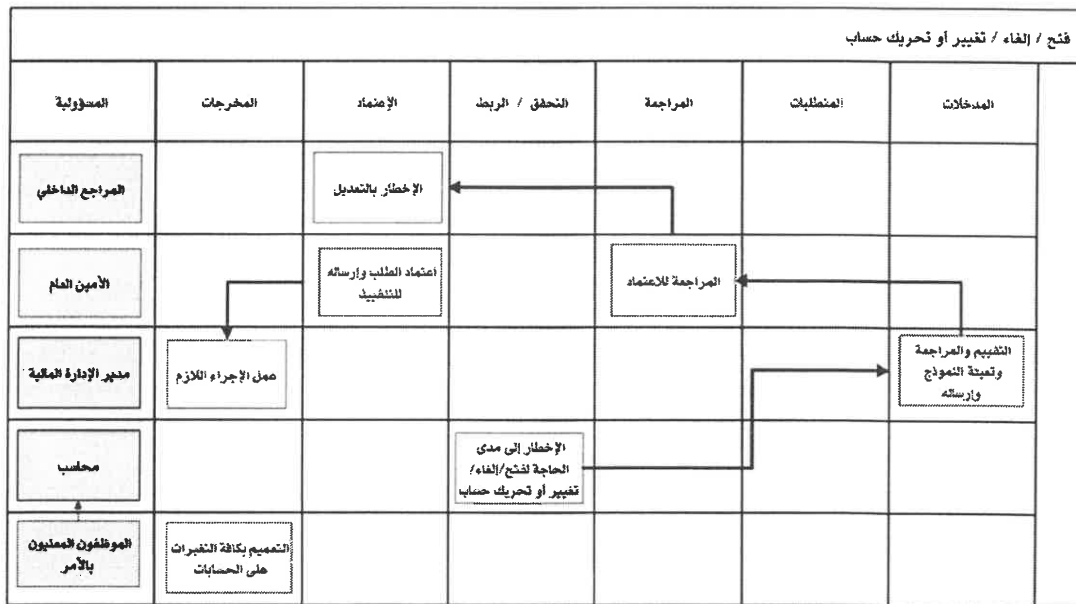 فتح / إلغاء / تغيير أو تحريك حساب
المدخلات
المتطلبات
المراجعة
التحقق / الربط
الإعتماد
المخرجات
المسؤولية
الإخطار بالتعديل
المراجع الداخلي
المراجعة للاعتماد
اعتماد الطلب وإرساله
للتنفيذ
الأمين العام
التقييم والمراجعة
وتعبئة النموذج
وإرساله
عمل الإجراء اللازم
مدير الإدارة المالية
الإخطار إلى مدى
الحاجة لفتح/إلغاء/
تغيير أو تحريك حساب
محاسب
التعميم بكافة التغيرات
على الحسابات
الموظفون المعنيون
بالأمر